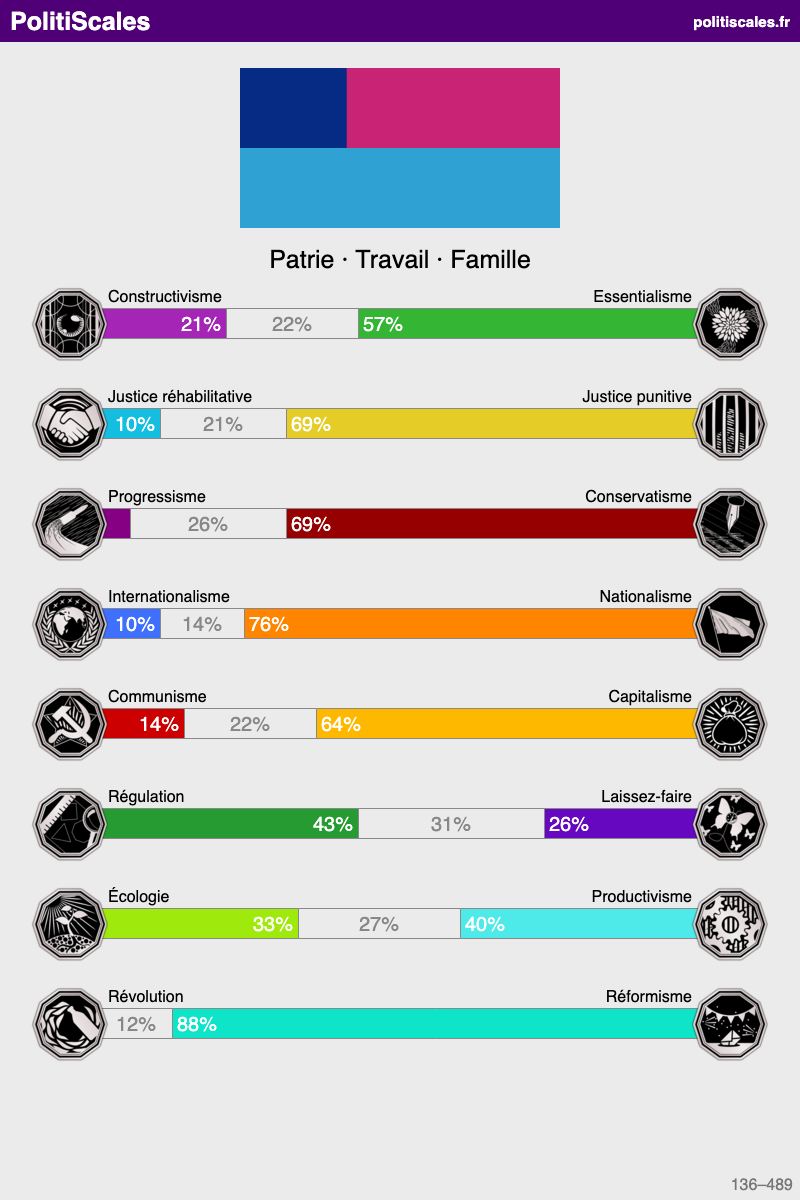 PolitiScales
politiscales.fr
Patrie · Travail · Famille
Constructivisme
Essentialisme
21%
22%
57%
Justice réhabilitative
Justice punitive
10%
21%
69%
Progressisme
Conservatisme
26%
69%
Internationalisme
Nationalisme
10%
14%
76%
Communisme
Capitalisme
14%
22%
64%
Régulation
Laissez-faire
43%
31%
26%
Écologie
Productivisme
33%
27%
40%
Révolution
Réformisme
12%
88%
136–489